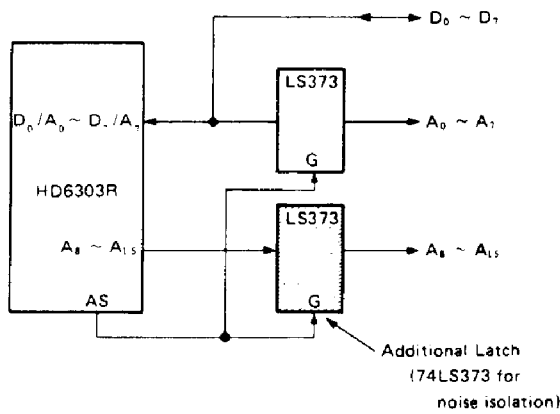 D₀ ~ D₇
LS373
D₀/A₀ ~ D₇/A₇
A₀ ~ A₇
G
HD6303R
LS373
A₈ ~ A₁₅
A₈ ~ A₁₅
AS
G
Additional Latch
(74LS373 for
noise isolation)